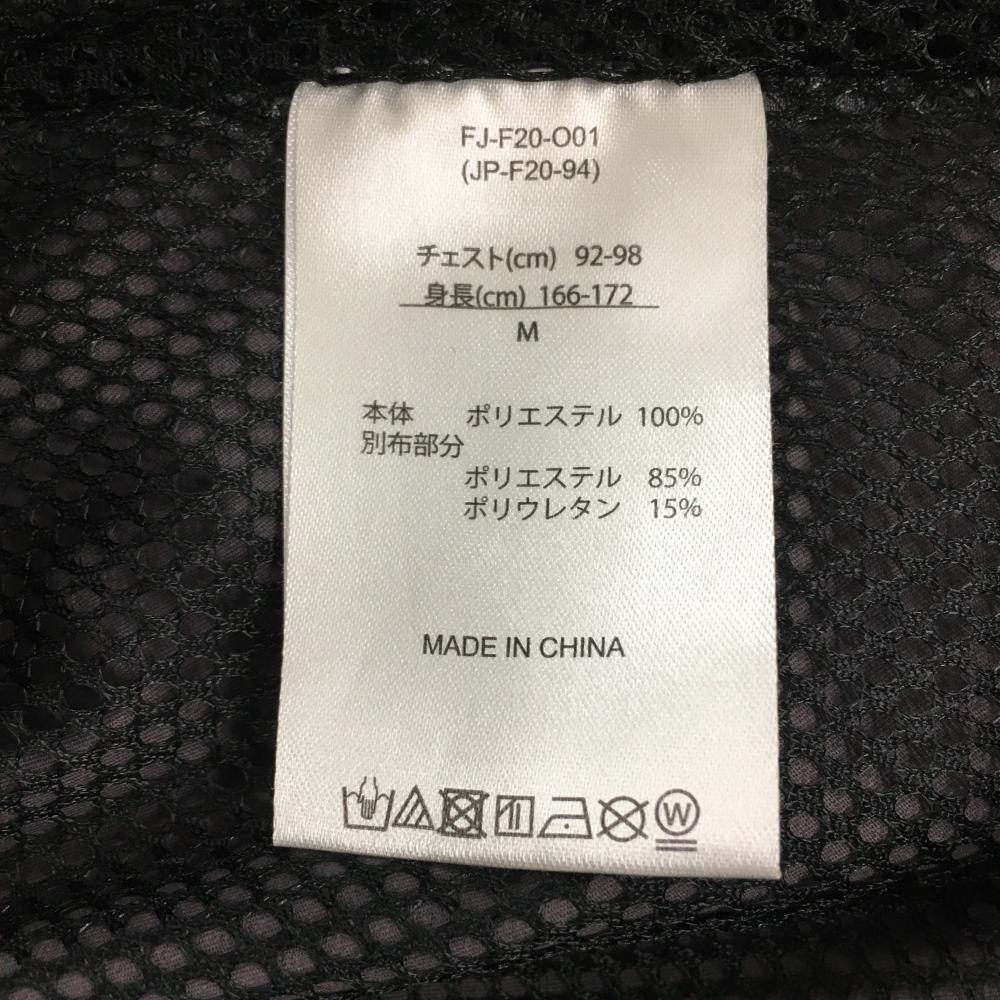 FJ-F20-O01
(JP-F20-94)
チェスト(cm) 92-98
身長(cm) 166-172
M
本体 ポリエステル 100%
別布部分
ポリエステル 85%
ポリウレタン 15%
MADE IN CHINA
W